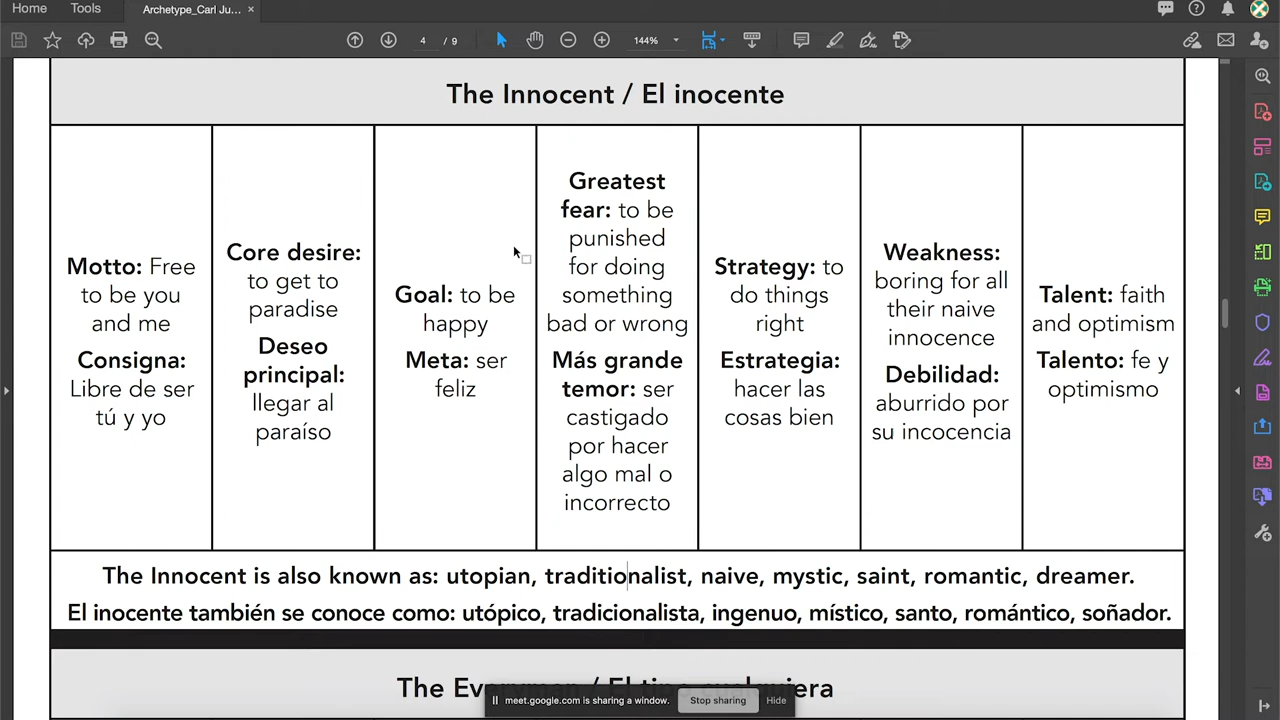 Home
Tools
Archetype_Carl Ju...
4 / 9
144%
The Innocent / El inocente
Motto: Free
to be you
and me
Consigna:
Libre de ser
tú y yo
Core desire:
to get to
paradise
Deseo
principal:
llegar al
paraíso
Goal: to be
happy
Meta: ser
feliz
Greatest
fear: to be
punished
for doing
something
bad or wrong
Más grande
temor: ser
castigado
por hacer
algo mal o
incorrecto
Strategy: to
do things
right
Estrategia:
hacer las
cosas bien
Weakness:
boring for all
their naive
innocence
Debilidad:
aburrido por
su incocencia
Talent: faith
and optimism
Talento: fe y
optimismo
The Innocent is also known as: utopian, traditionalist, naive, mystic, saint, romantic, dreamer.
El inocente también se conoce como: utópico, tradicionalista, ingenuo, místico, santo, romántico, soñador.
The Everyman / El tipo cualquiera
meet.google.com is sharing a window.
Stop sharing
Hide